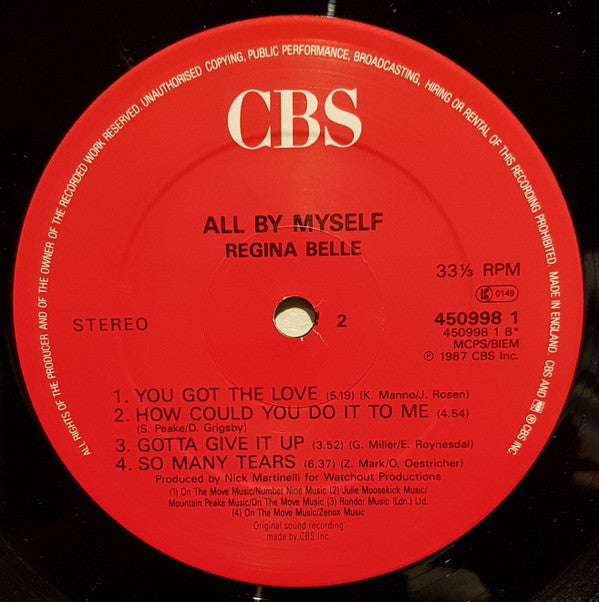 ALL RIGHTS OF THE PRODUCER AND OF THE OWNER OF THE RECORDED WORK RESERVED. UNAUTHORISED COPYING, PUBLIC PERFORMANCE, BROADCASTING, HIRING OR RENTAL OF THIS RECORDING PROHIBITED. MADE IN ENGLAND. CBS AND ® CBS INC.
CBS
ALL BY MYSELF
REGINA BELLE
33⅓ RPM
LC 0149
STEREO
2
450998 1
450998 1 B*
MCPS/BIEM
℗ 1987 CBS Inc.
1. YOU GOT THE LOVE (5.19) (K. Manno/J. Rosen)
2. HOW COULD YOU DO IT TO ME (4.54)
(S. Peake/D. Grigsby)
3. GOTTA GIVE IT UP (3.52) (G. Miller/E. Roynesdal)
4. SO MANY TEARS (6.37) (Z. Mark/O. Oestricher)
Produced by Nick Martinelli for Watchout Productions
(1) On The Move Music/Number Nine Music (2) Julie Moosekick Music/
Mountain Peake Music/On The Move Music (3) Rondor Music (Ldn.) Ltd.
(4) On The Move Music/Zenox Music
Original sound recording
made by CBS Inc.